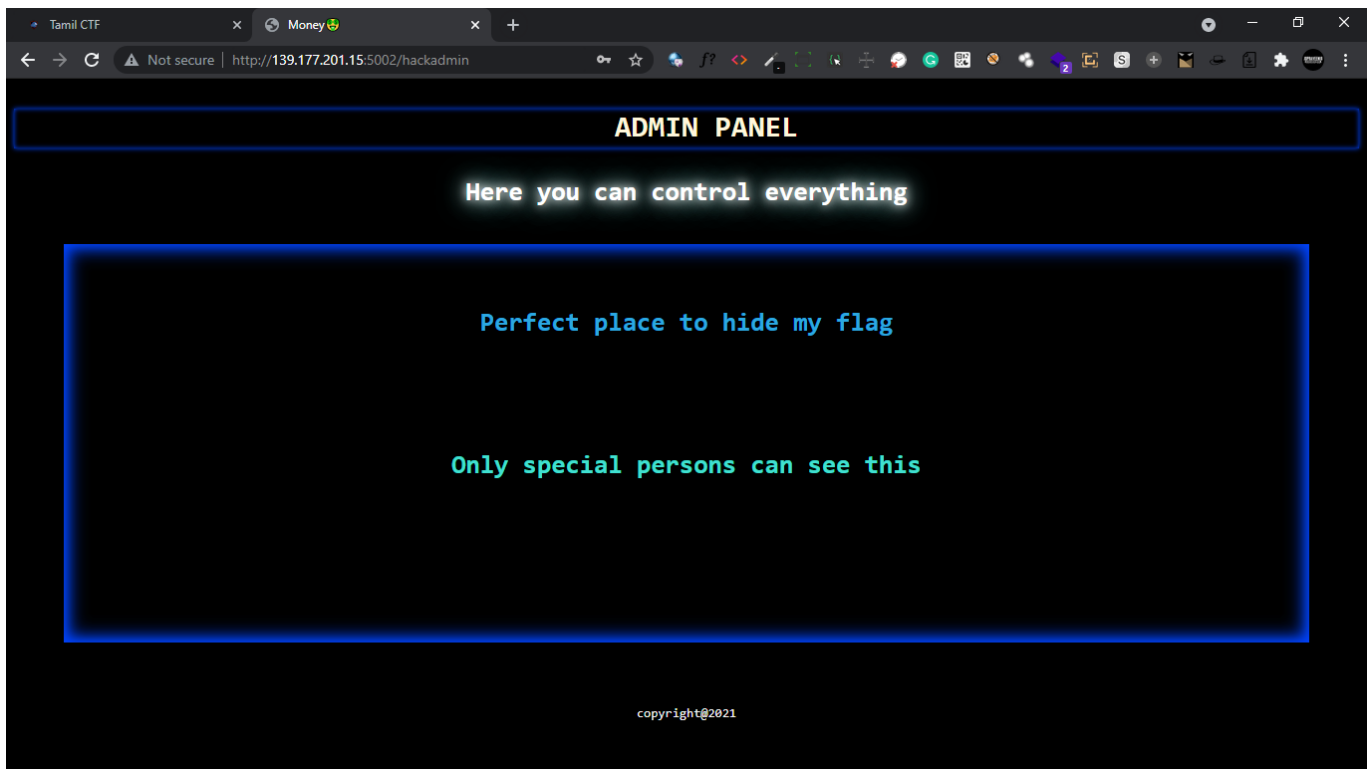 Tamil CTF
Money🤑
Not secure | http://139.177.201.15:5002/hackadmin
ADMIN PANEL
Here you can control everything
Perfect place to hide my flag
Only special persons can see this
copyright@2021